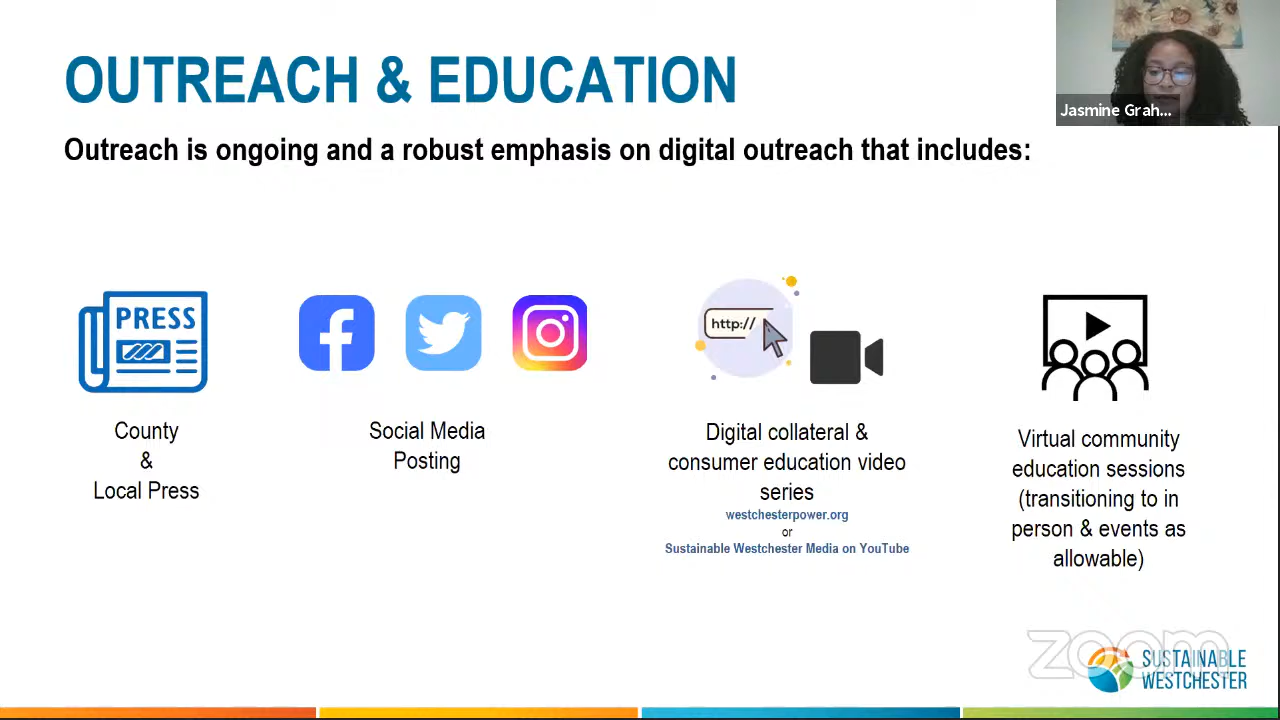 OUTREACH & EDUCATION
Jasmine Grah...
Outreach is ongoing and a robust emphasis on digital outreach that includes:
PRESS
http://
County
&
Local Press
Social Media
Posting
Digital collateral &
consumer education video
series
westchesterpower.org
or
Sustainable Westchester Media on YouTube
Virtual community
education sessions
(transitioning to in
person & events as
allowable)
zoom
SUSTAINABLE
WESTCHESTER